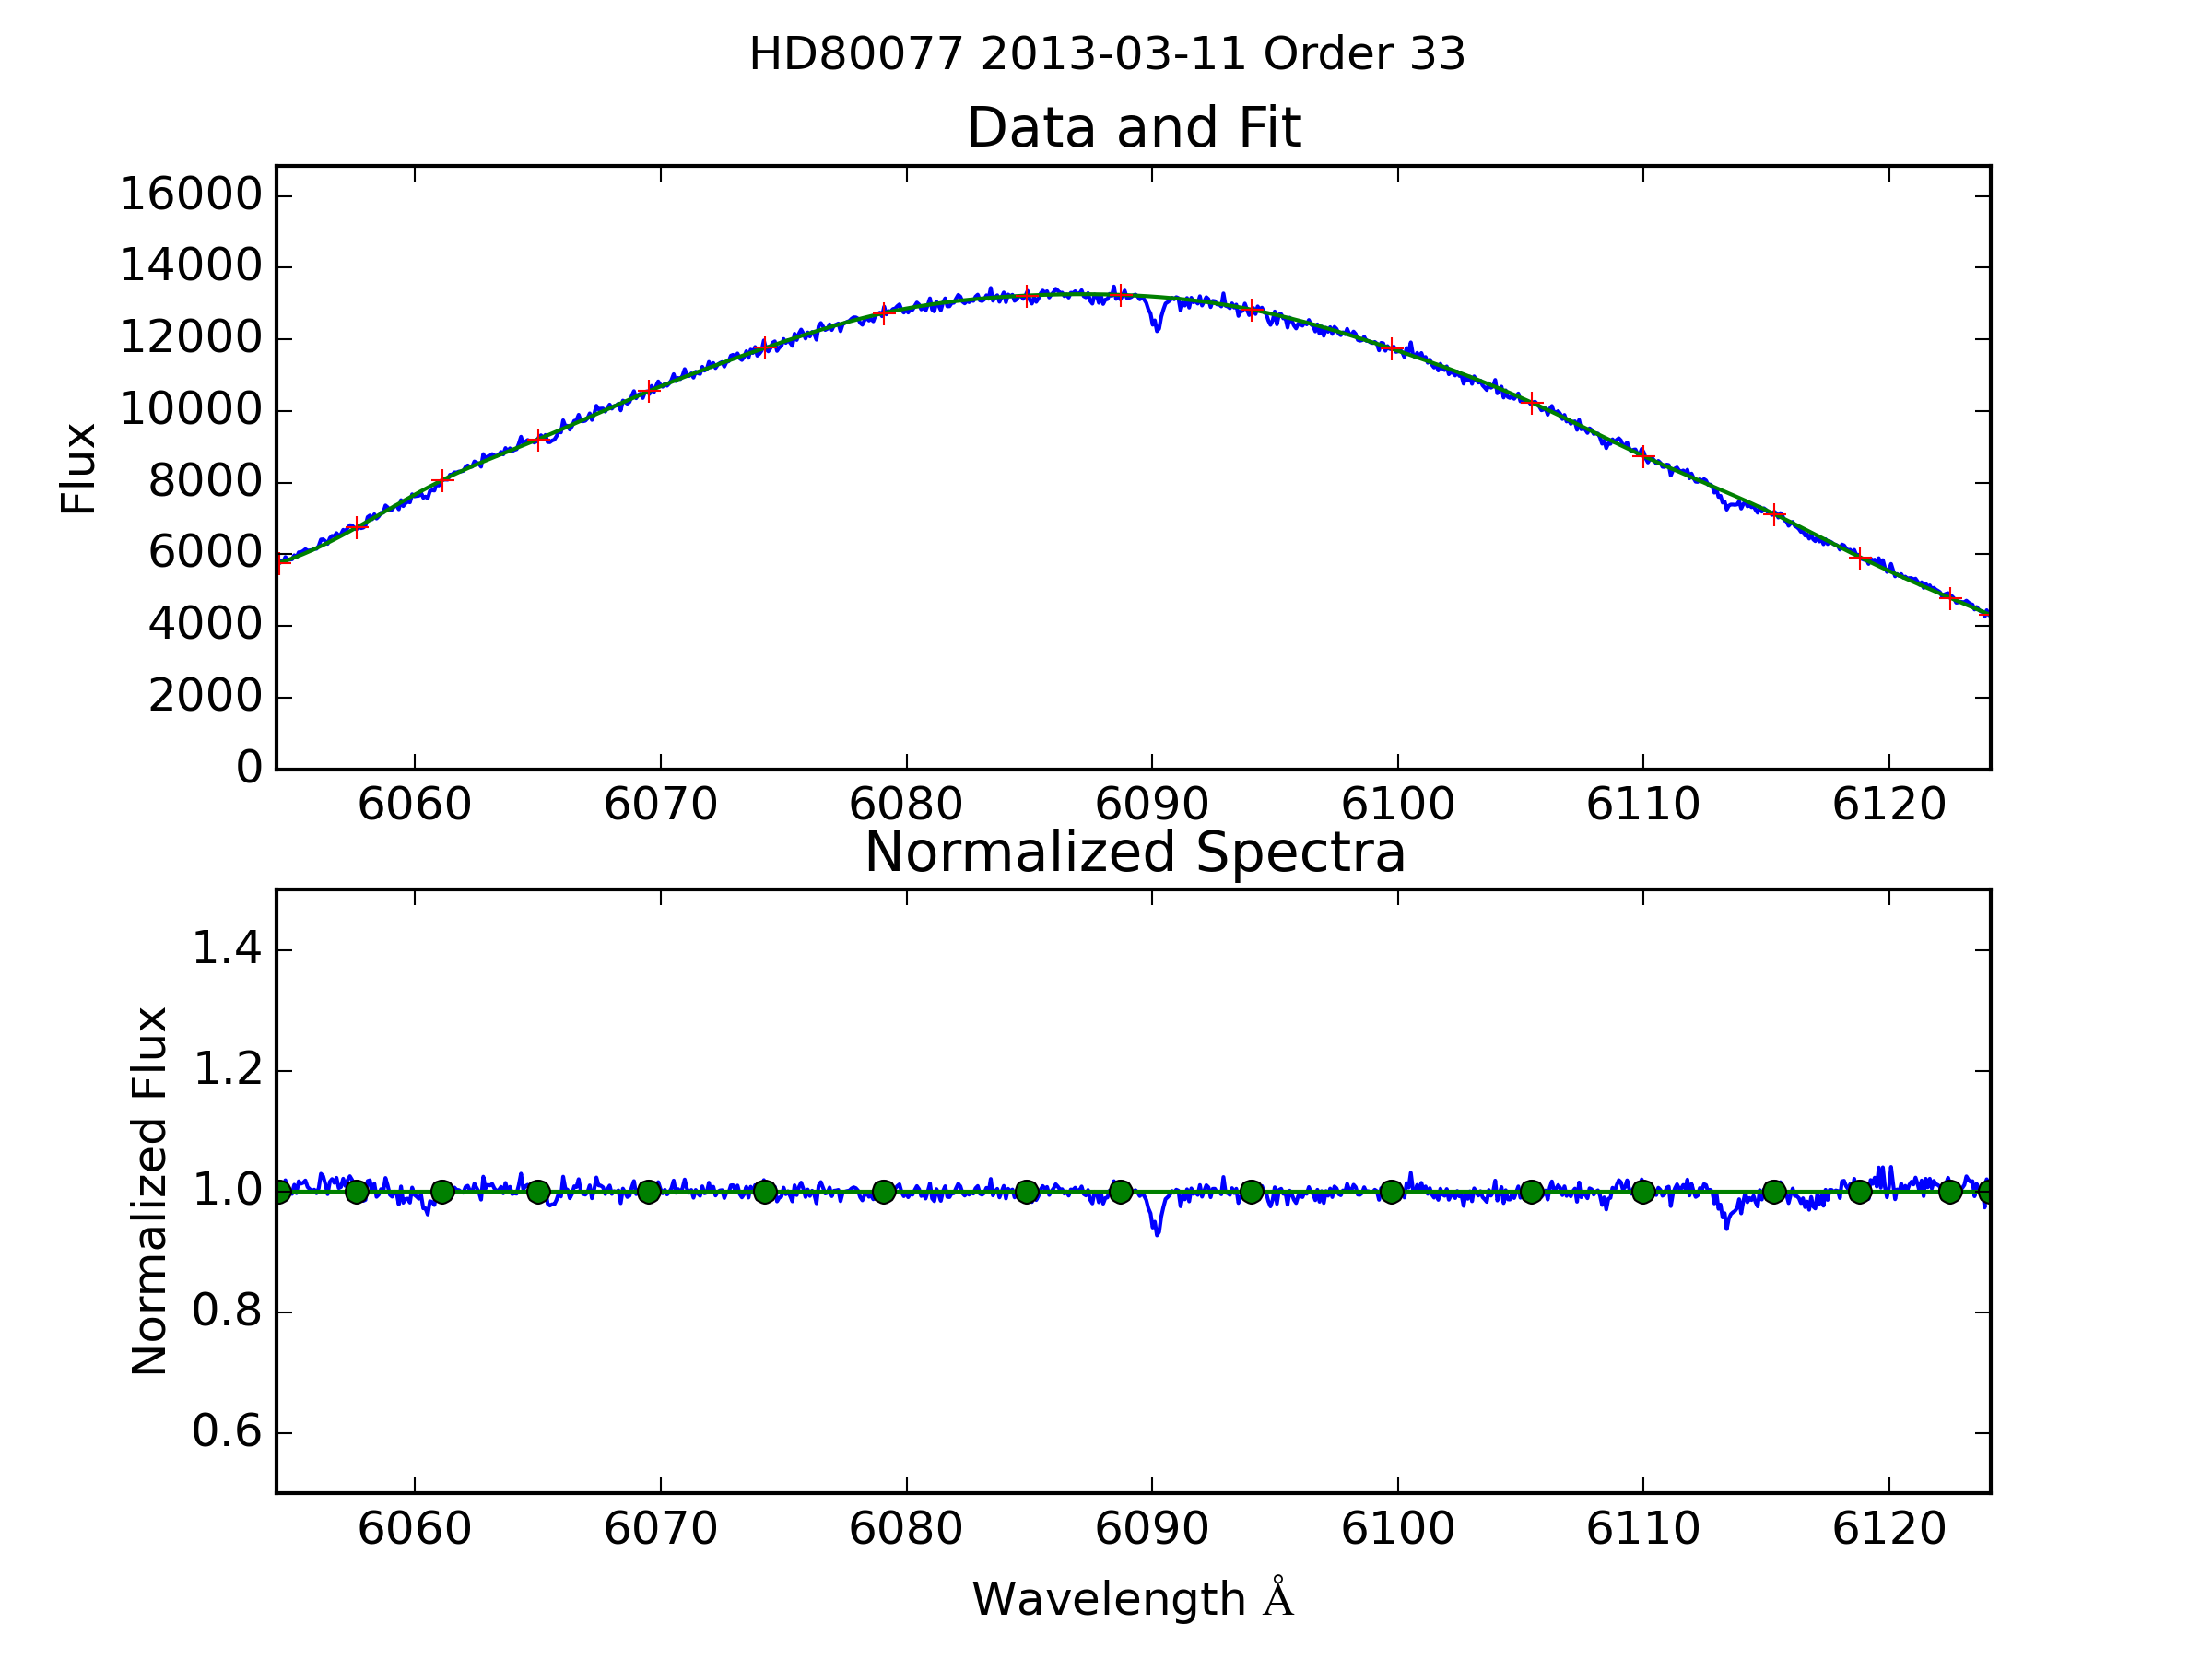 HD80077 2013-03-11 Order 33
Data and Fit
16000
14000
12000
10000
8000
6000
4000
2000
0
Flux
6060 6070 6080 6090 6100 6110 6120
Normalized Spectra
1.4
1.2
1.0
0.8
0.6
Normalized Flux
6060 6070 6080 6090 6100 6110 6120
Wavelength Å